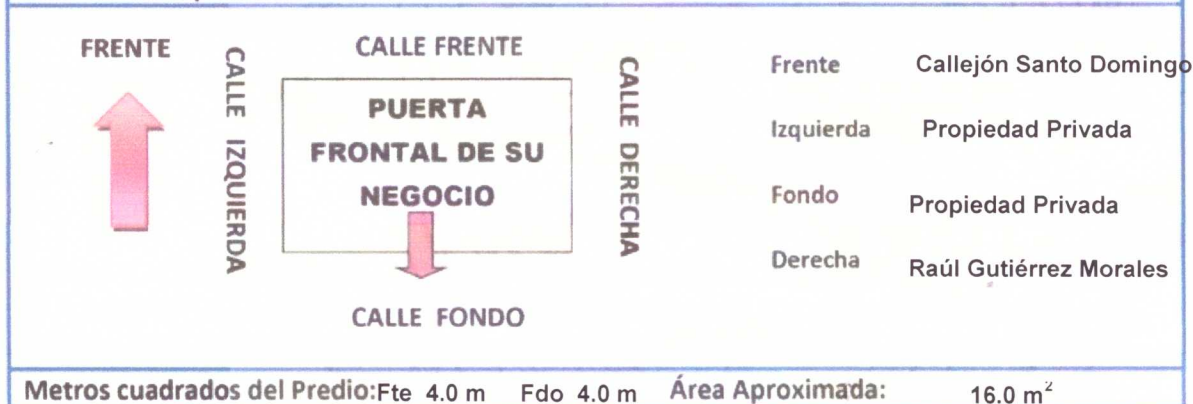 FRENTE
CALLE IZQUIERDA
CALLE FRENTE
PUERTA
FRONTAL DE SU
NEGOCIO
CALLE FONDO
CALLE DERECHA
Frente Callejón Santo Domingo
Izquierda Propiedad Privada
Fondo Propiedad Privada
Derecha Raúl Gutiérrez Morales
Metros cuadrados del Predio:Fte 4.0 m Fdo 4.0 m Área Aproximada: 16.0 m²